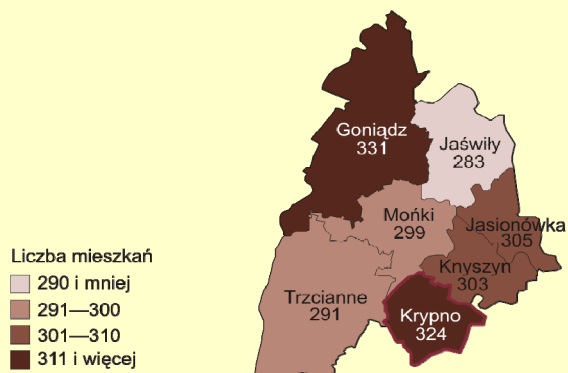 Goniądz
331
Jaświły
283
Mońki
299
Jasionówka
305
Knyszyn
303
Trzcianne
291
Krypno
324
Liczba mieszkań
290 i mniej
291—300
301—310
311 i więcej